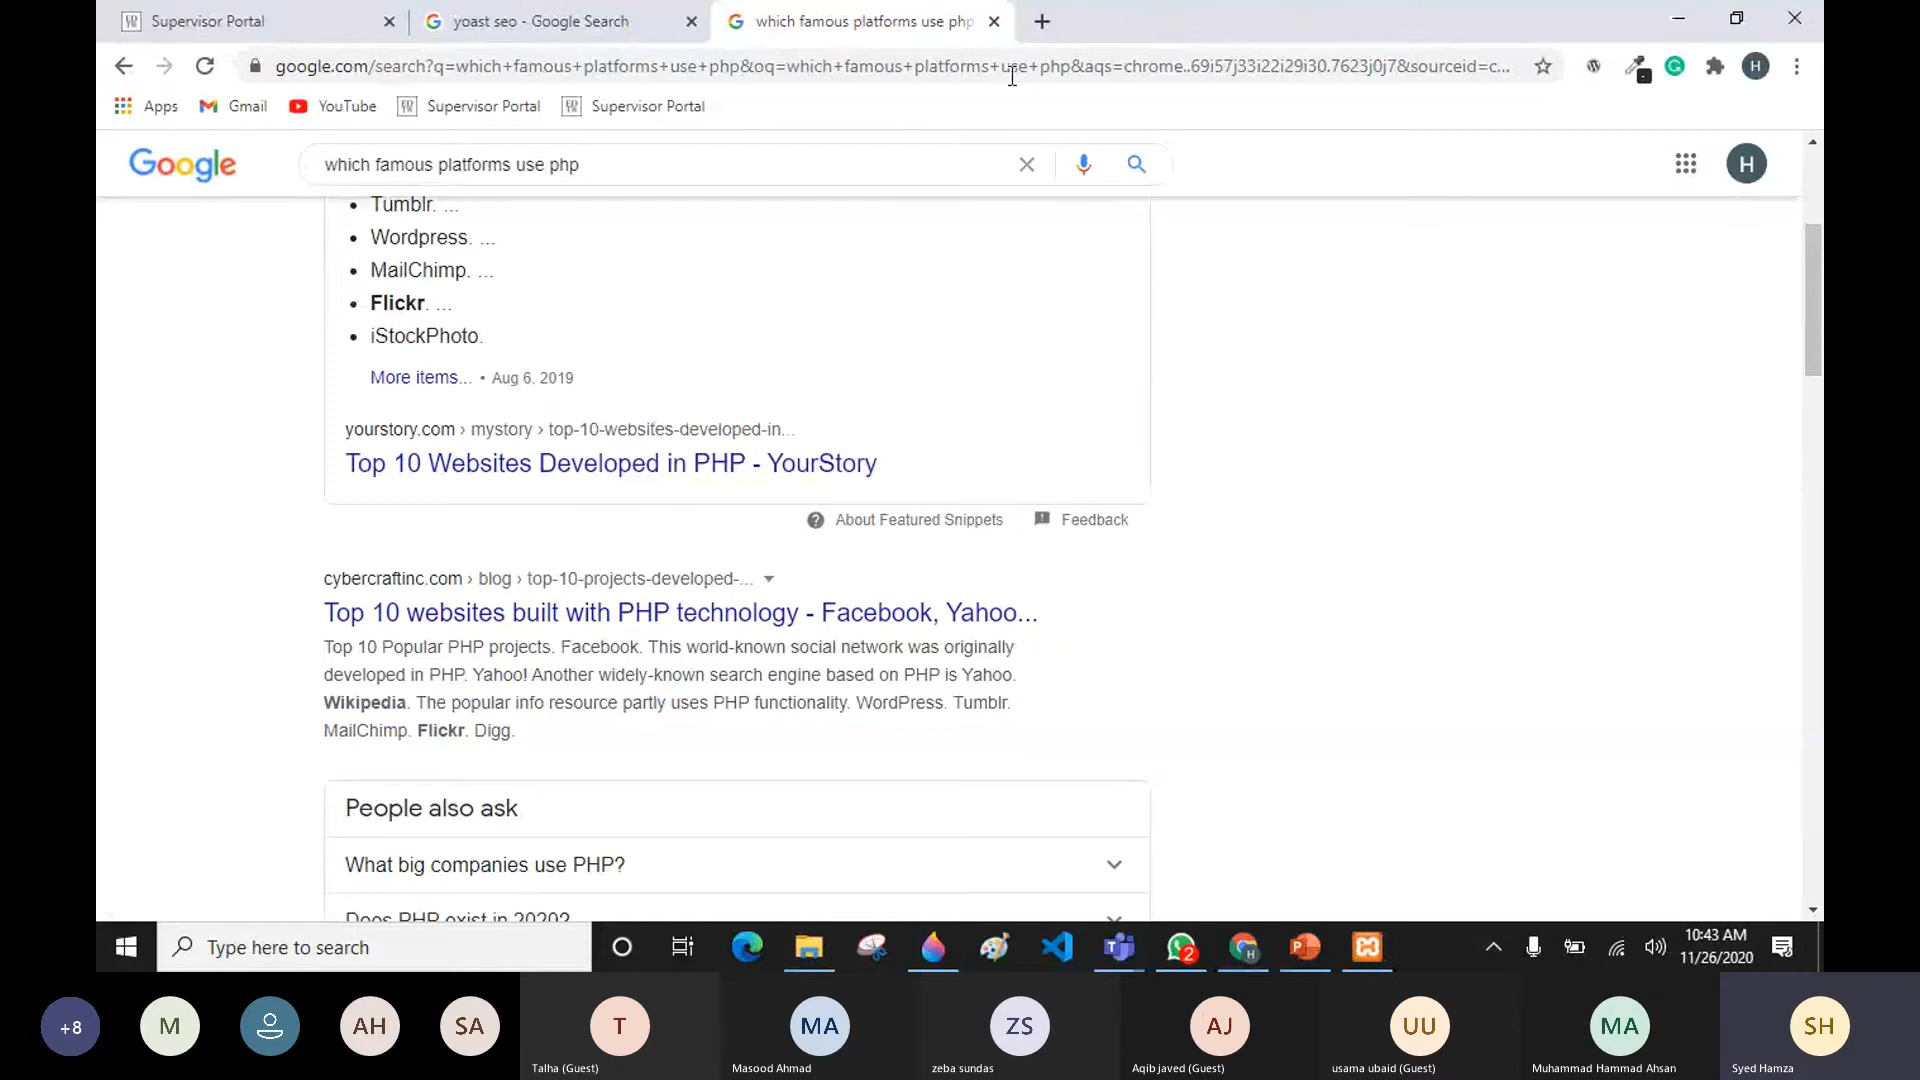 Supervisor Portal
yoast seo - Google Search
which famous platforms use php
google.com/search?q=which+famous+platforms+use+php&oq=which+famous+platforms+use+php&aqs=chrome..69i57j33i22i29i30.7623j0j7&sourceid=c...
H
Apps
Gmail
YouTube
Supervisor Portal
Supervisor Portal
Google
which famous platforms use php
H
Tumblr. ...
Wordpress. ...
MailChimp. ...
Flickr. ...
iStockPhoto.
More items... • Aug 6, 2019
yourstory.com › mystory › top-10-websites-developed-in...
Top 10 Websites Developed in PHP - YourStory
About Featured Snippets
Feedback
cybercraftinc.com › blog › top-10-projects-developed-...
Top 10 websites built with PHP technology - Facebook, Yahoo...
Top 10 Popular PHP projects. Facebook. This world-known social network was originally
developed in PHP. Yahoo! Another widely-known search engine based on PHP is Yahoo.
Wikipedia. The popular info resource partly uses PHP functionality. WordPress. Tumblr.
MailChimp. Flickr. Digg.
People also ask
What big companies use PHP?
Does PHP exist in 2020?
Type here to search
2
10:43 AM
11/26/2020
+8
M
AH
SA
T
MA
ZS
AJ
UU
MA
SH
Talha (Guest)
Masood Ahmad
zeba sundas
Aqib javed (Guest)
usama ubaid (Guest)
Muhammad Hammad Ahsan
Syed Hamza